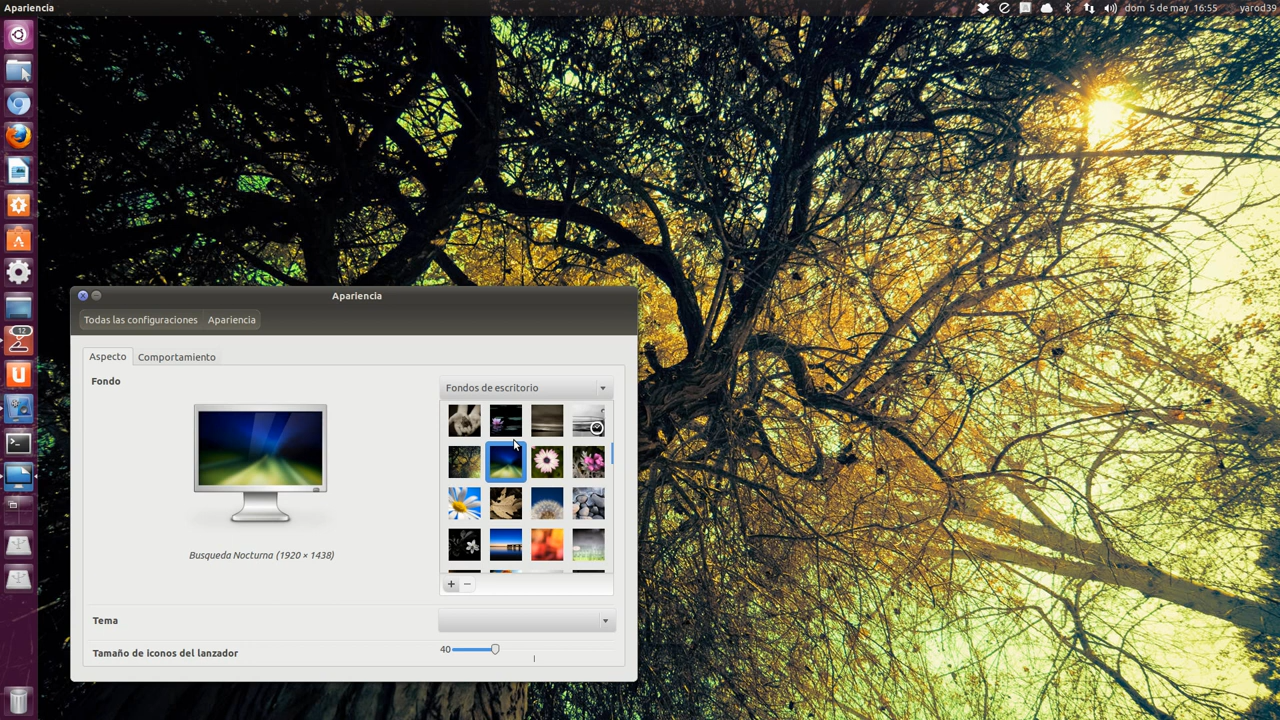 Apariencia
dom 5 de may 16:55
yarod39
12
Apariencia
Todas las configuraciones
Apariencia
Aspecto
Comportamiento
Fondo
Fondos de escritorio
Busqueda Nocturna (1920 × 1438)
Tema
40
Tamaño de iconos del lanzador